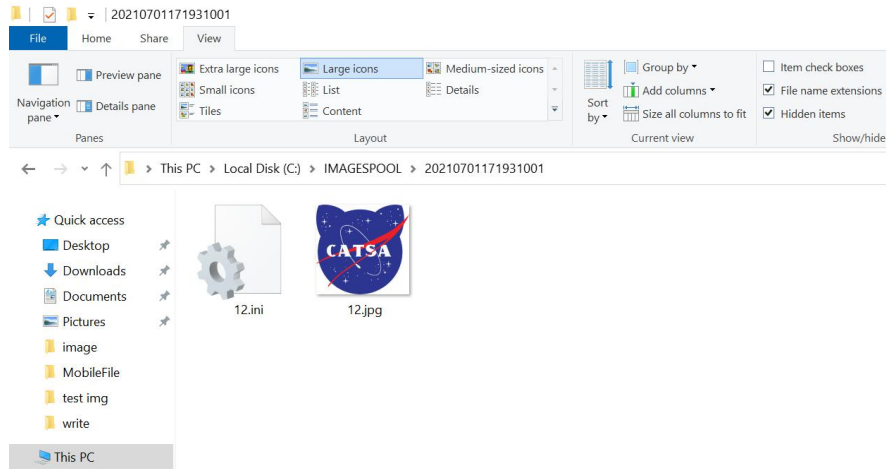 20210701171931001
File Home Share View
Navigation pane
Preview pane
Details pane
Panes
Extra large icons Large icons Medium-sized icons
Small icons List Details
Tiles Content
Layout
Sort by
Group by
Add columns
Size all columns to fit
Current view
Item check boxes
File name extensions
Hidden items
Show/hide
This PC > Local Disk (C:) > IMAGESPOOL > 20210701171931001
Quick access
Desktop
Downloads
Documents
Pictures
image
MobileFile
test img
write
This PC
CATSA
12.ini 12.jpg